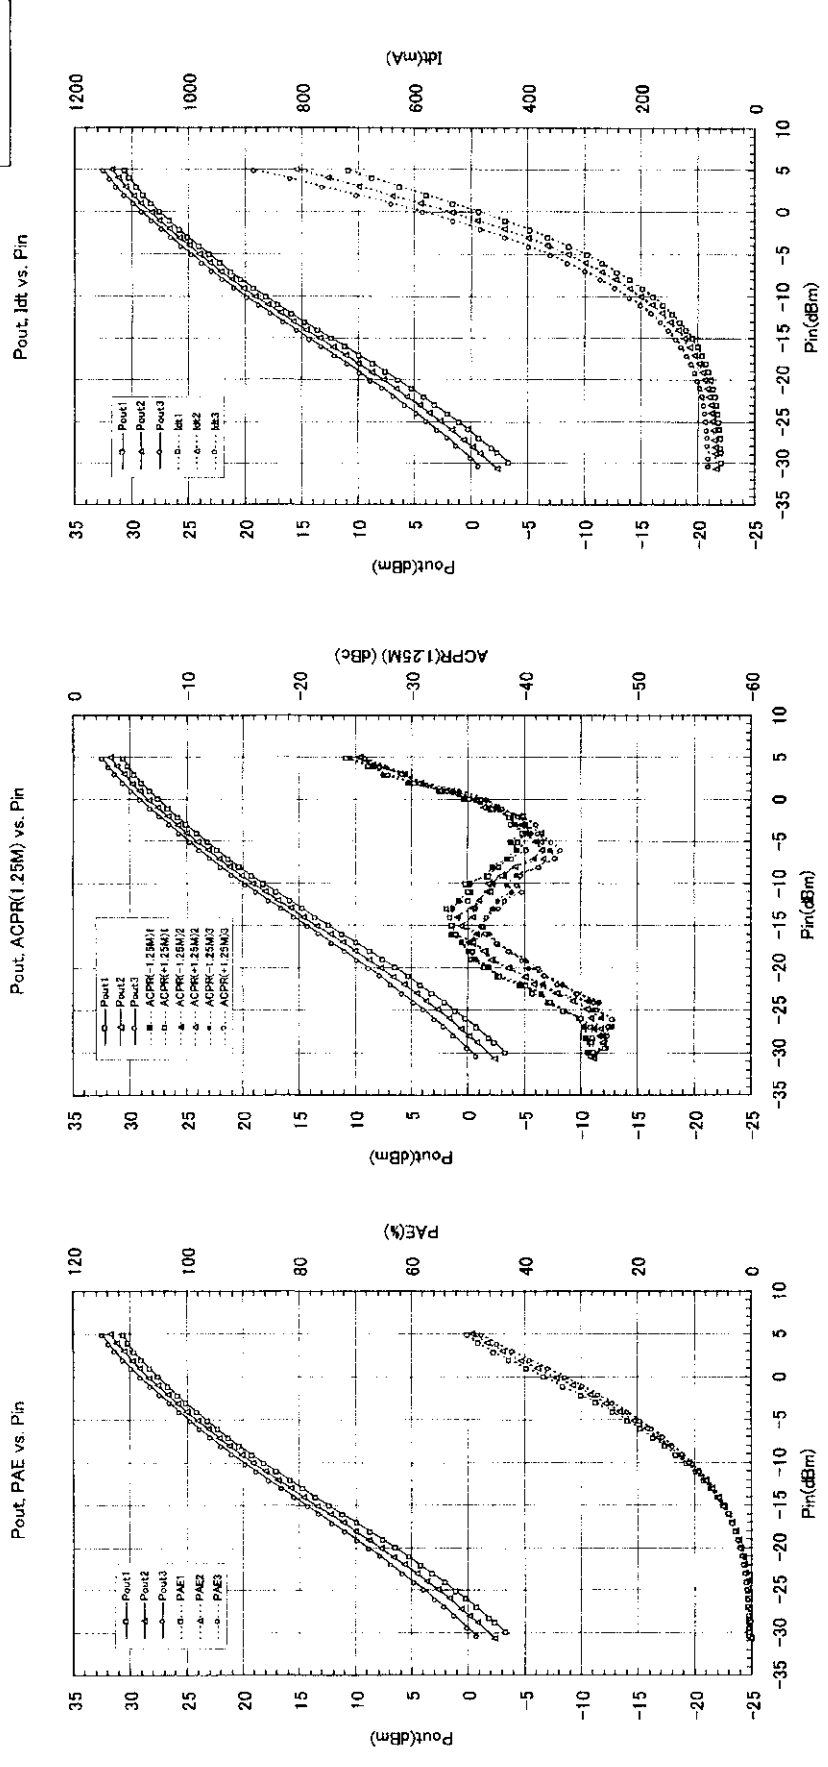 Pout, PAE vs. Pin
Pout1
Pout2
Pout3
PAE1
PAE2
PAE3
35
30
25
20
15
10
5
0
-5
-10
-15
-20
-25
Pout(dBm)
120
100
80
60
40
20
0
PAE(%)
-35
-30
-25
-20
-15
-10
-5
0
5
10
Pin(dBm)
Pout, ACPR(1.25M) vs. Pin
Pout1
Pout2
Pout3
ACPR(-1.25M)1
ACPR(+1.25M)1
ACPR(-1.25M)2
ACPR(+1.25M)2
ACPR(-1.25M)3
ACPR(+1.25M)3
35
30
25
20
15
10
5
0
-5
-10
-15
-20
-25
Pout(dBm)
0
-10
-20
-30
-40
-50
-60
ACPR(1.25M) (dBc)
-35
-30
-25
-20
-15
-10
-5
0
5
10
Pin(dBm)
Pout, Idt vs. Pin
Pout1
Pout2
Pout3
Idt1
Idt2
Idt3
35
30
25
20
15
10
5
0
-5
-10
-15
-20
-25
Pout(dBm)
1200
1000
800
600
400
200
0
Idt(mA)
-35
-30
-25
-20
-15
-10
-5
0
5
10
Pin(dBm)